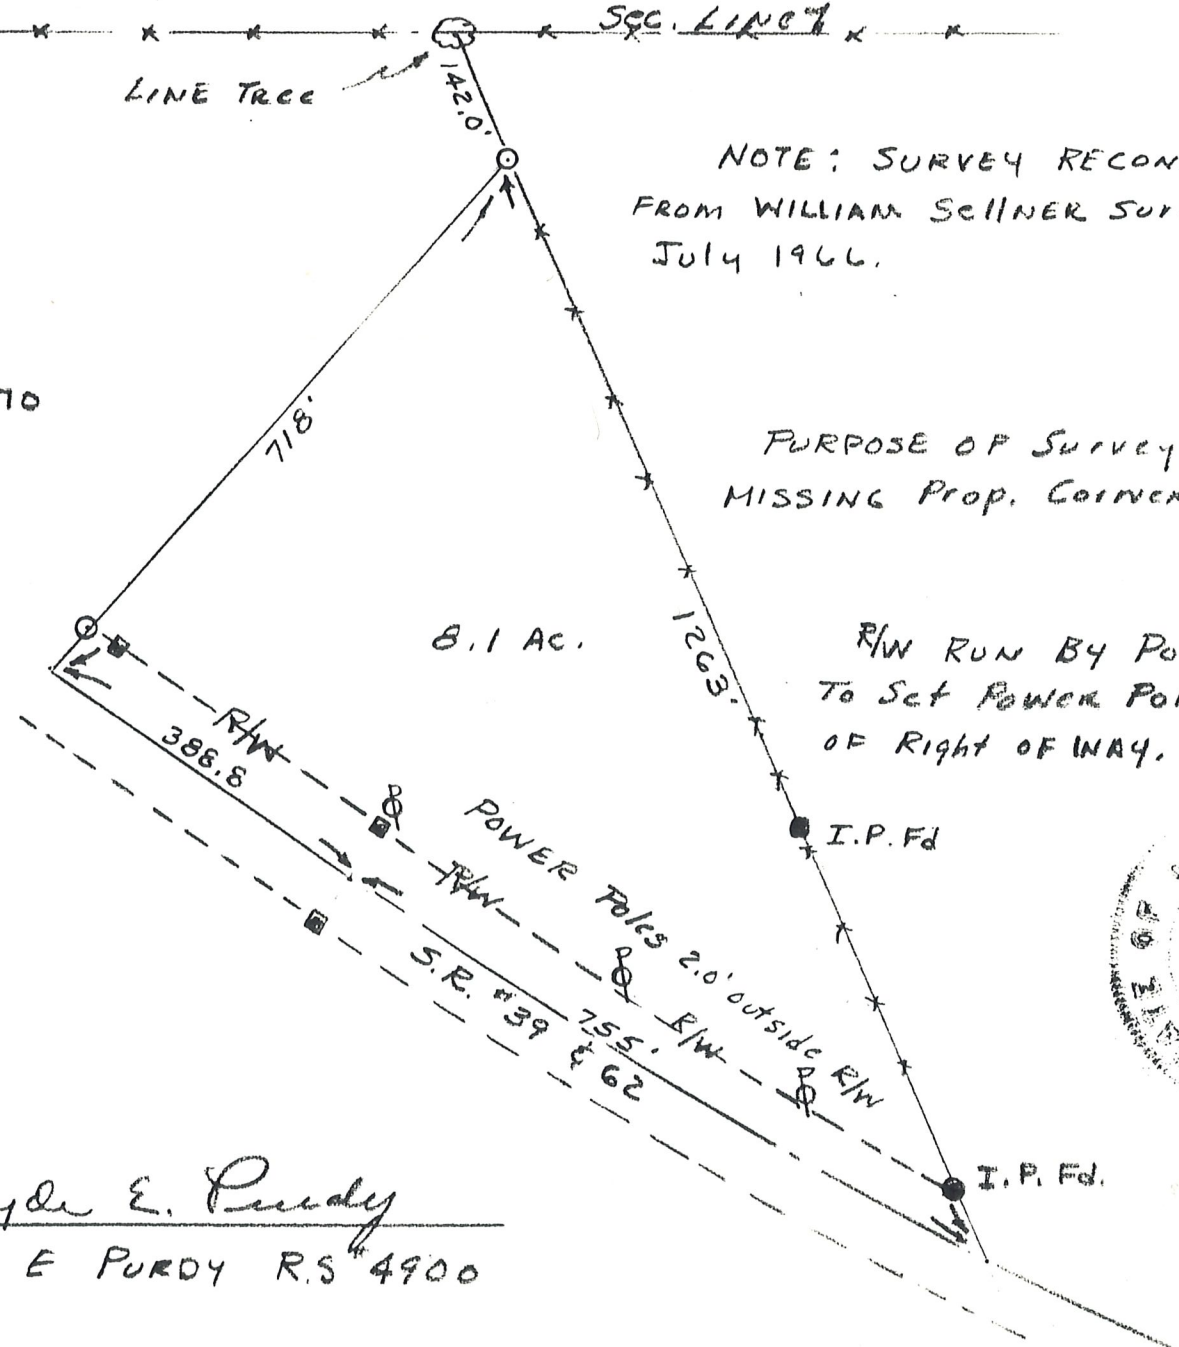 Sec. LINE
LINE TREE
142.0'
NOTE: SURVEY RECON
FROM WILLIAM SellNER Sur
July 1966.
718'
PURPOSE OF Survey
MISSING Prop. Corner
8.1 AC.
1263'
R/W RUN BY Po
To Set Power Po
OF Right OF WAY.
R/W
388.8
I.P. Fd
POWER Poles 2.0' outside R/W
R/W
S.R. #39 & 62
755'
R/W
I.P. Fd.
E. Purdy
E PURDY R.S # 4900